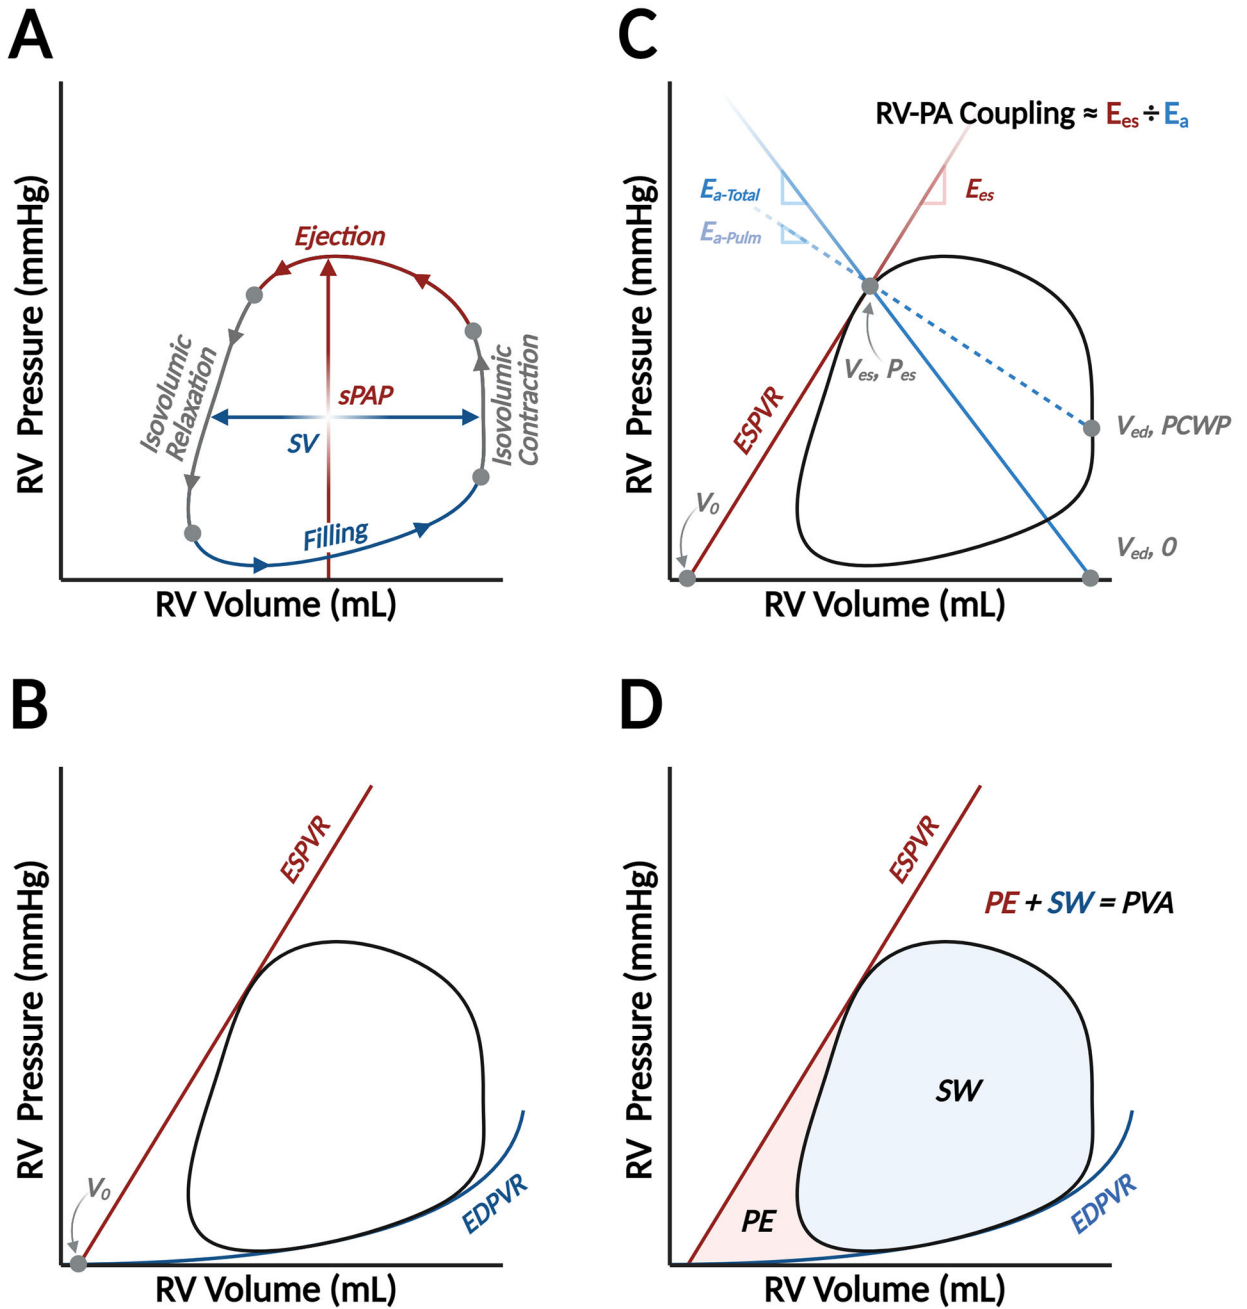 A
RV Pressure (mmHg)
Ejection
Isovolumic
Relaxation
sPAP
SV
Isovolumic
Contraction
Filling
RV Volume (mL)
C
RV Pressure (mmHg)
RV-PA Coupling ≈ Ees ÷ Ea
Ea-Total
Ea-Pulm
Ees
Ves, Pes
ESPVR
V0
Ved, PCWP
Ved, 0
RV Volume (mL)
B
RV Pressure (mmHg)
ESPVR
V0
EDPVR
RV Volume (mL)
D
RV Pressure (mmHg)
ESPVR
PE + SW = PVA
SW
PE
EDPVR
RV Volume (mL)